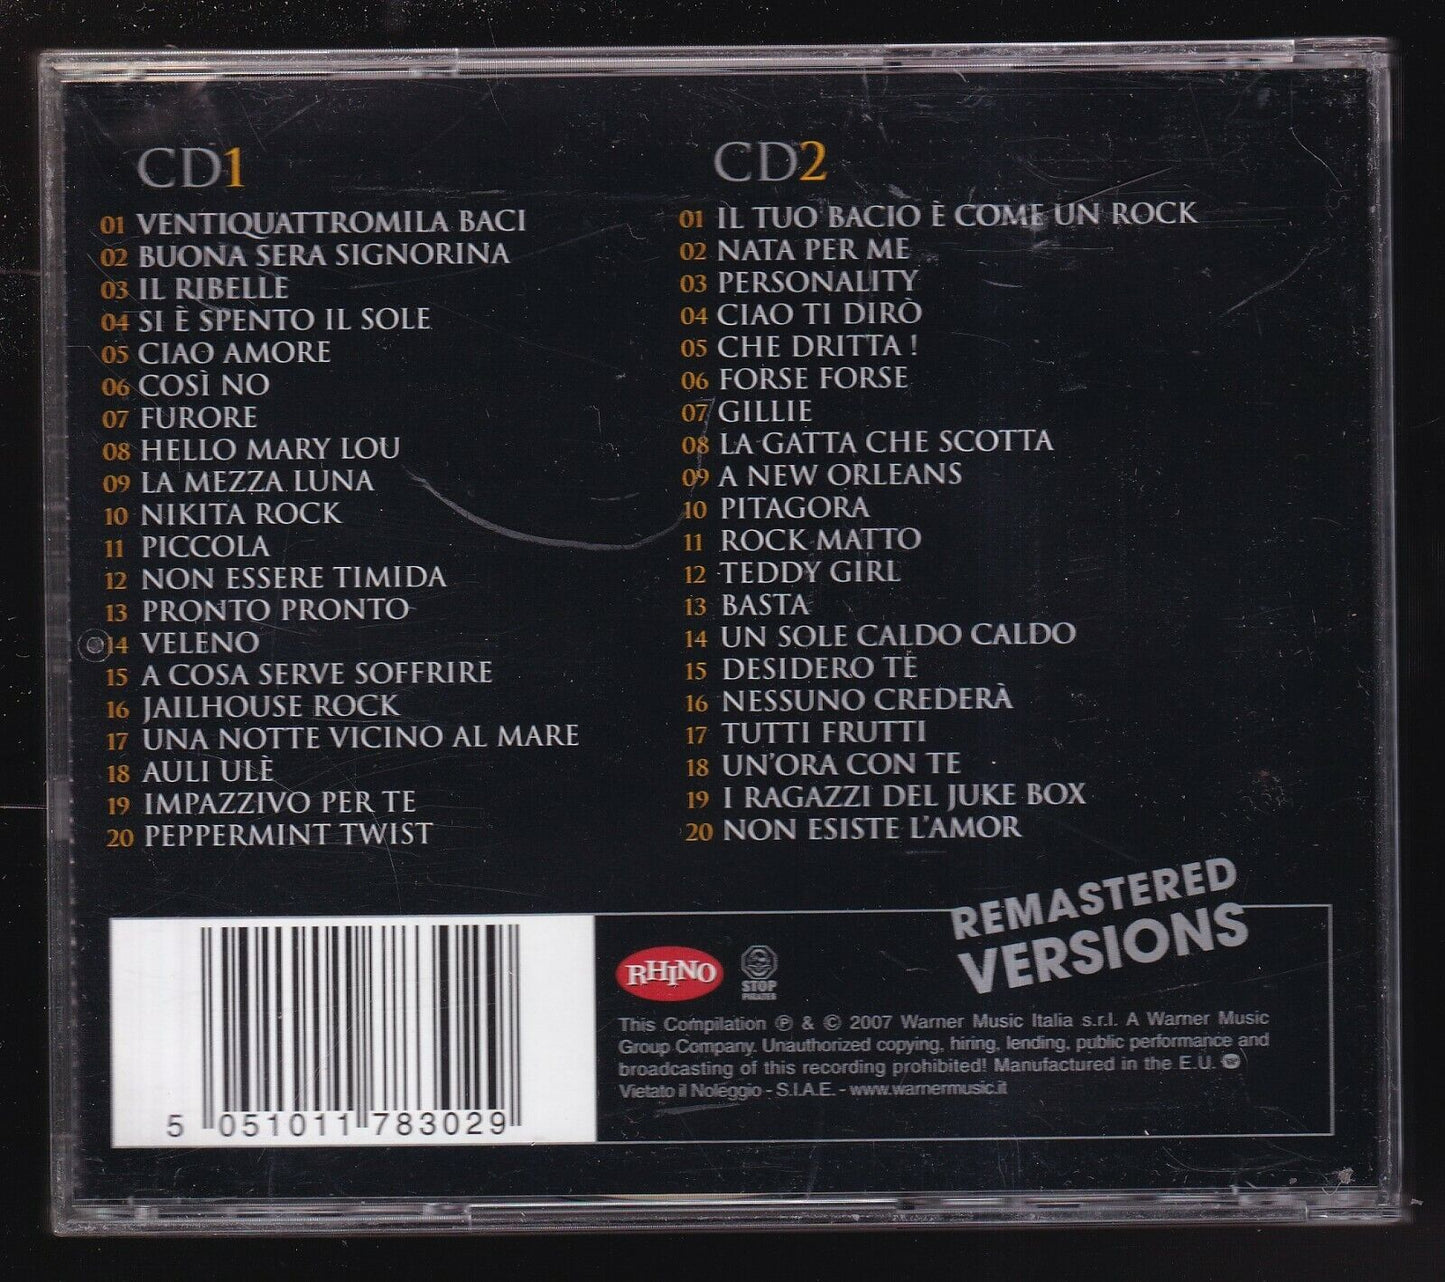 CD1
01 VENTIQUATTROMILA BACI
02 BUONA SERA SIGNORINA
03 IL RIBELLE
04 SI È SPENTO IL SOLE
05 CIAO AMORE
06 COSÌ NO
07 FURORE
08 HELLO MARY LOU
09 LA MEZZA LUNA
10 NIKITA ROCK
11 PICCOLA
12 NON ESSERE TIMIDA
13 PRONTO PRONTO
14 VELENO
15 A COSA SERVE SOFFRIRE
16 JAILHOUSE ROCK
17 UNA NOTTE VICINO AL MARE
18 AULI ULÈ
19 IMPAZZIVO PER TE
20 PEPPERMINT TWIST
CD2
01 IL TUO BACIO È COME UN ROCK
02 NATA PER ME
03 PERSONALITY
04 CIAO TI DIRÒ
05 CHE DRITTA !
06 FORSE FORSE
07 GILLIE
08 LA GATTA CHE SCOTTA
09 A NEW ORLEANS
10 PITAGORA
11 ROCK MATTO
12 TEDDY GIRL
13 BASTA
14 UN SOLE CALDO CALDO
15 DESIDERO TÈ
16 NESSUNO CREDERÀ
17 TUTTI FRUTTI
18 UN'ORA CON TE
19 I RAGAZZI DEL JUKE BOX
20 NON ESISTE L'AMOR
REMASTERED
VERSIONS
RHINO
STOP
PIRATES
This Compilation ℗ & © 2007 Warner Music Italia s.r.l. A Warner Music
Group Company. Unauthorized copying, hiring, lending, public performance and
broadcasting of this recording prohibited! Manufactured in the E.U.
Vietato il Noleggio - S.I.A.E. - www.warnermusic.it
5 051011 783029